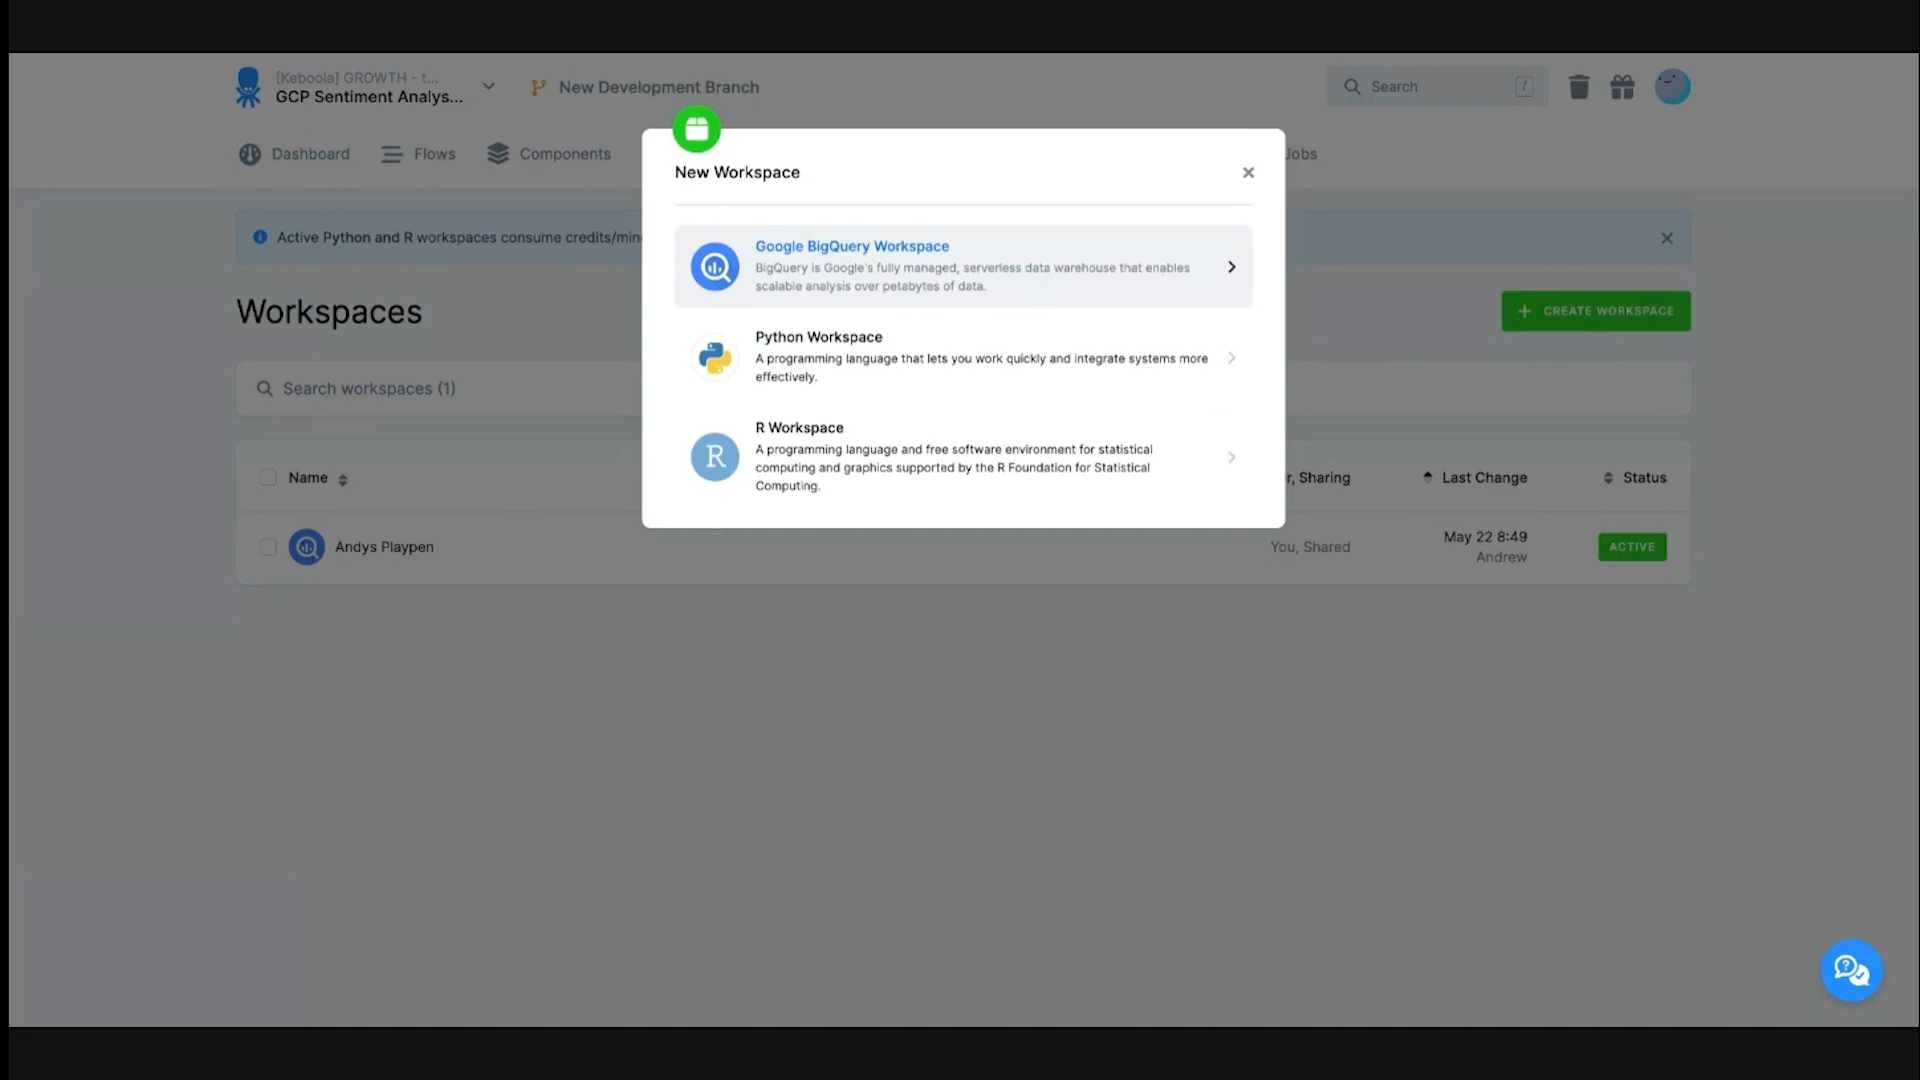 [Keboola] GROWTH - t...
GCP Sentiment Analys...
New Development Branch
Search
/
Dashboard
Flows
Components
Jobs
New Workspace
Active Python and R workspaces consume credits/min
Google BigQuery Workspace
BigQuery is Google's fully managed, serverless data warehouse that enables
scalable analysis over petabytes of data.
Workspaces
CREATE WORKSPACE
Python Workspace
A programming language that lets you work quickly and integrate systems more
effectively.
Search workspaces (1)
R Workspace
A programming language and free software environment for statistical
computing and graphics supported by the R Foundation for Statistical
Computing.
R
Name
r, Sharing
Last Change
Status
Andys Playpen
You, Shared
May 22 8:49
Andrew
ACTIVE